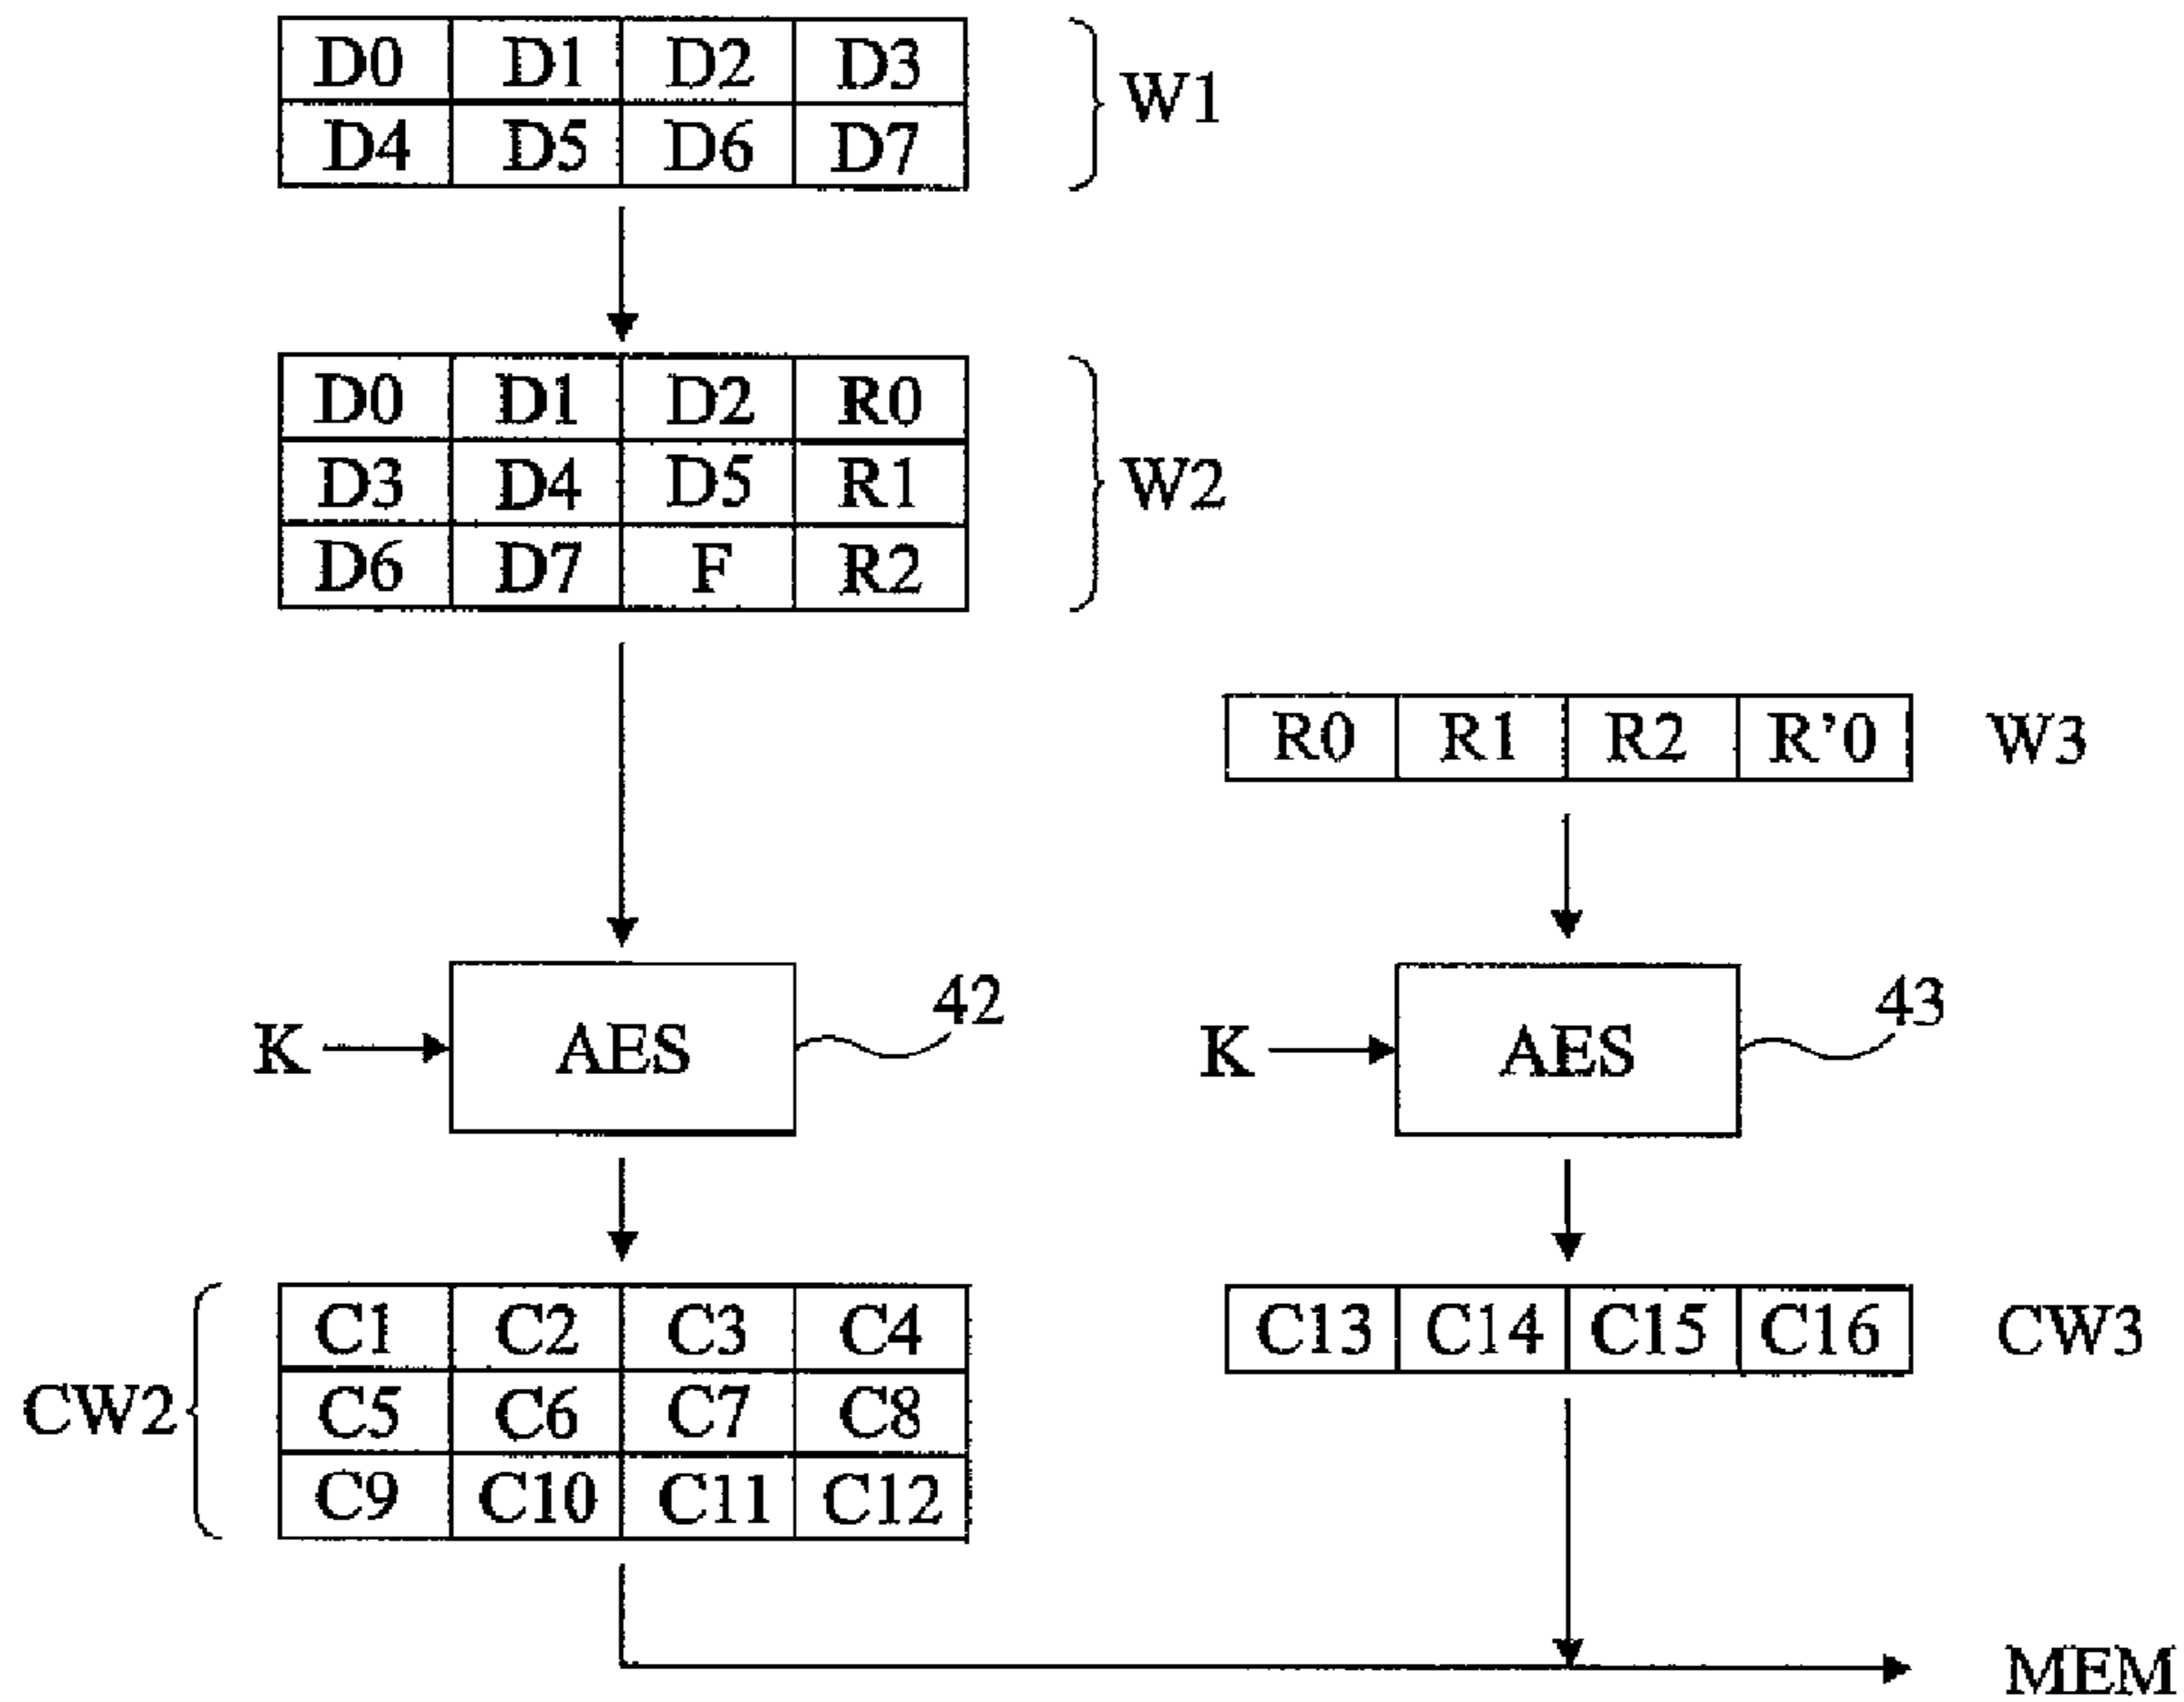 D0 D1 D2 D3
W1
D4 D5 D6 D7
D0 D1 D2 R0
D3 D4 D5 R1
W2
D6 D7 F R2
R0 R1 R2 R'0 W3
42
43
K AES
K AES
C1 C2 C3 C4
C13 C14 C15 C16 CW3
CW2
C5 C6 C7 C8
C9 C10 C11 C12
MEM